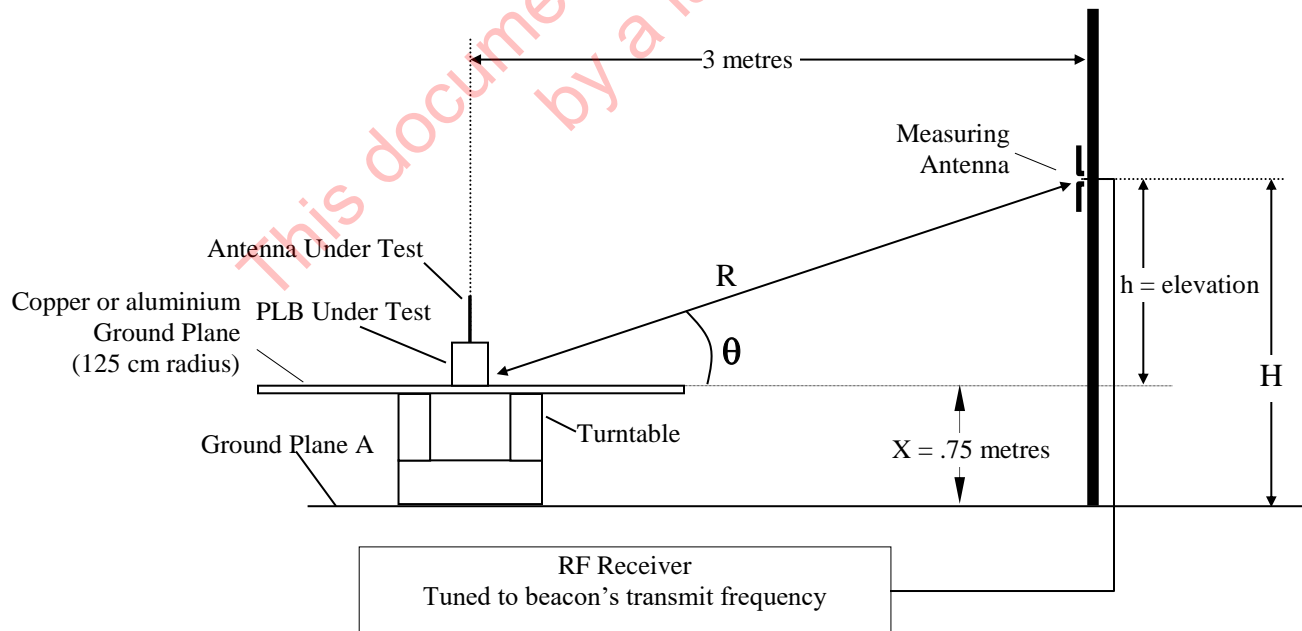 This docume
by a l
3 metres
Measuring
Antenna
Antenna Under Test
R
h = elevation
Copper or aluminium
Ground Plane
(125 cm radius)
PLB Under Test
θ
H
Turntable
Ground Plane A
X = .75 metres
RF Receiver
Tuned to beacon’s transmit frequency